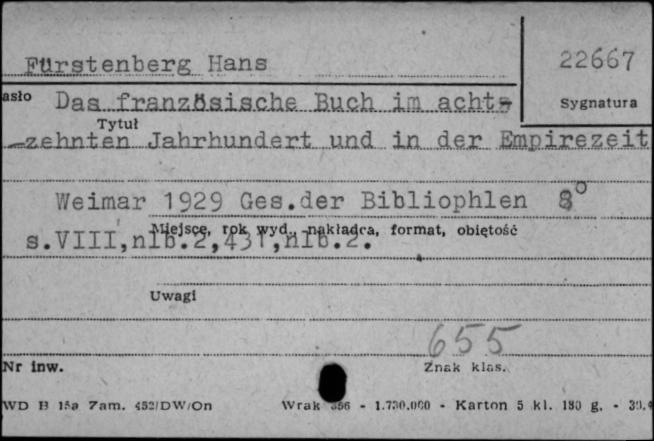 Fürstenberg Hans
22667
asło Das französische Buch im acht-
Sygnatura
Tytuł
-zehnten Jahrhundert und in der Empirezeit
Weimar 1929 Ges.der Bibliophlen 8°
Miejsce, rok wyd., nakładca, format, objętość
s.VIII,nlb.2,431,nlb.2.
Uwagi
655
Nr inw.
Znak klas.
WD B 15a Zam. 452/DW/On Wrak 356 - 1.730.000 - Karton 5 kl. 180 g. - 30.4